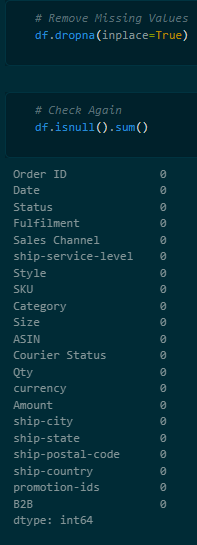 # Remove Missing Values
df.dropna(inplace=True)
# Check Again
df.isnull().sum()
Order ID 0
Date 0
Status 0
Fulfilment 0
Sales Channel 0
ship-service-level 0
Style 0
SKU 0
Category 0
Size 0
ASIN 0
Courier Status 0
Qty 0
currency 0
Amount 0
ship-city 0
ship-state 0
ship-postal-code 0
ship-country 0
promotion-ids 0
B2B 0
dtype: int64